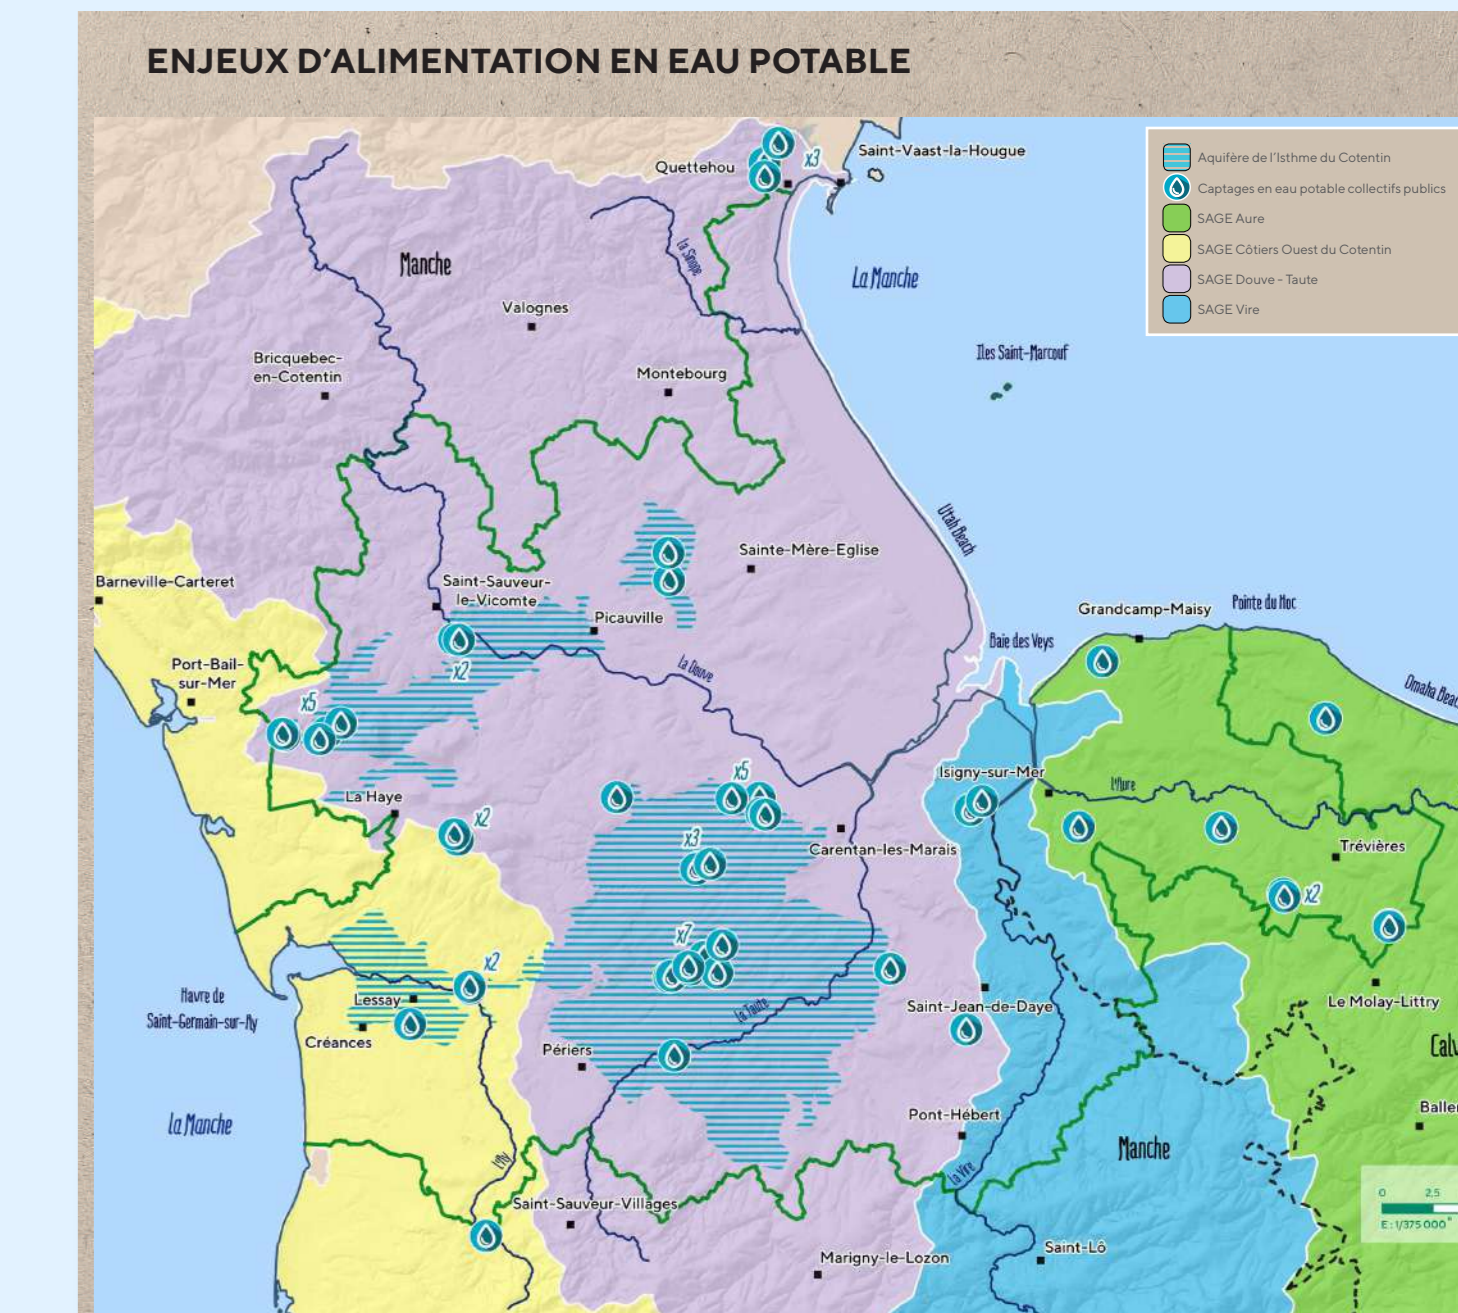 ENJEUX D'ALIMENTATION EN EAU POTABLE
Aquifère de l'Isthme du Cotentin
Captages en eau potable collectifs publics
SAGE Aure
SAGE Côtiers Ouest du Cotentin
SAGE Douve - Taute
SAGE Vire
Saint-Vaast-la-Hougue
Quettehou
x3
La Sinope
Manche
La Manche
Valognes
Iles Saint-Marcouf
Bricquebec-
en-Cotentin
Montebourg
Utah Beach
Sainte-Mère-Eglise
Barneville-Carteret
Saint-Sauveur-
le-Vicomte
Picauville
Grandcamp-Maisy
Pointe du Hoc
Baie des Veys
x2
La Douve
Port-Bail-
sur-Mer
Omaha Beac
x5
Isigny-sur-Mer
x5
L'Aure
La Haye
x2
x3
Carentan-les-Marais
Trévières
x2
x7
x2
Lessay
Havre de
Saint-Germain-sur-Ay
La Taute
Saint-Jean-de-Daye
Le Molay-Littry
Créances
Périers
Calv
La Manche
Pont-Hébert
Baller
Manche
L'Ay
La Vire
Saint-Sauveur-Villages
0 2,5
E : 1/375 000
Marigny-le-Lozon
Saint-Lô